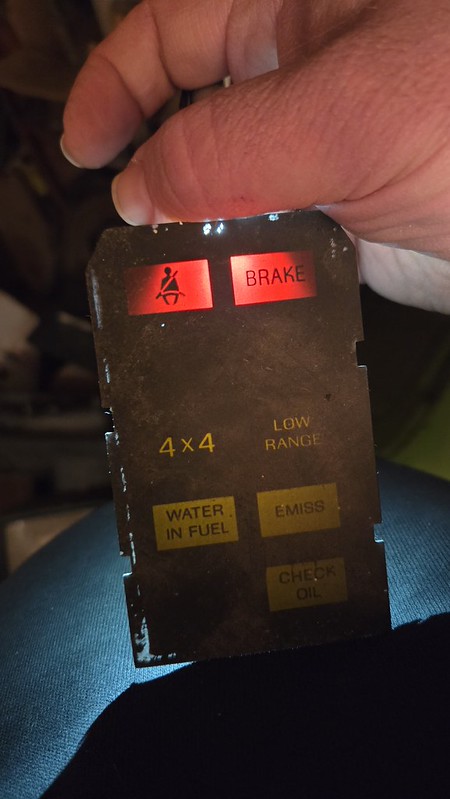 BRAKE
4x4
LOW
RANGE
WATER
IN FUEL
EMISS
CHECK
OIL